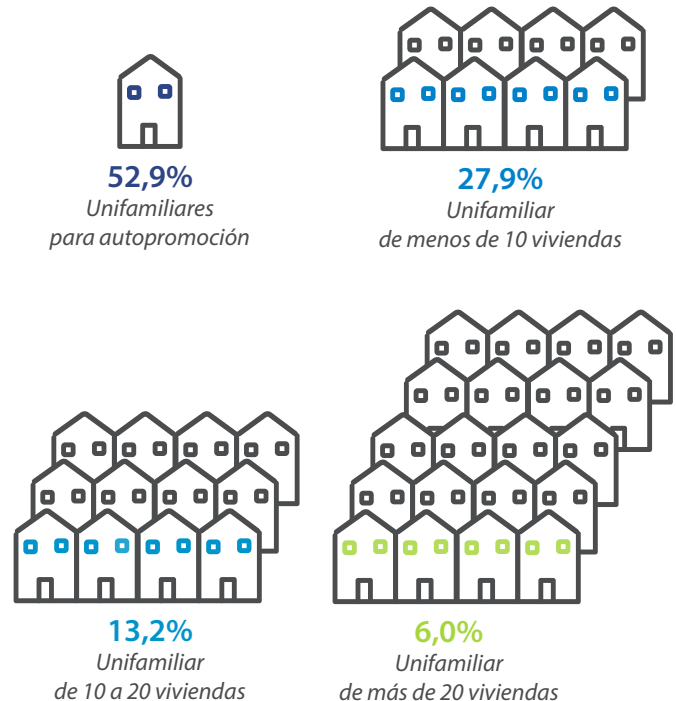 52,9%
Unifamiliares
para autopromoción
27,9%
Unifamiliar
de menos de 10 viviendas
13,2%
Unifamiliar
de 10 a 20 viviendas
6,0%
Unifamiliar
de más de 20 viviendas